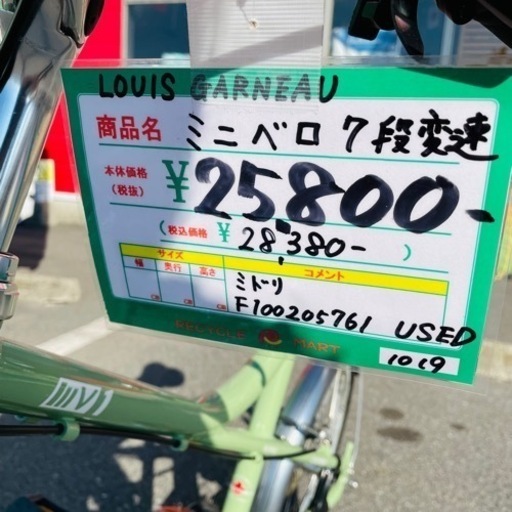 LOUIS GARNEAU
商品名 ミニベロ 7段変速
本体価格
(税抜)
¥25,800-
(税込価格 ¥28,380- )
サイズ コメント
幅 奥行 高さ
ミドリ
F100205761 USED
RECYCLE MART
1019
MV1